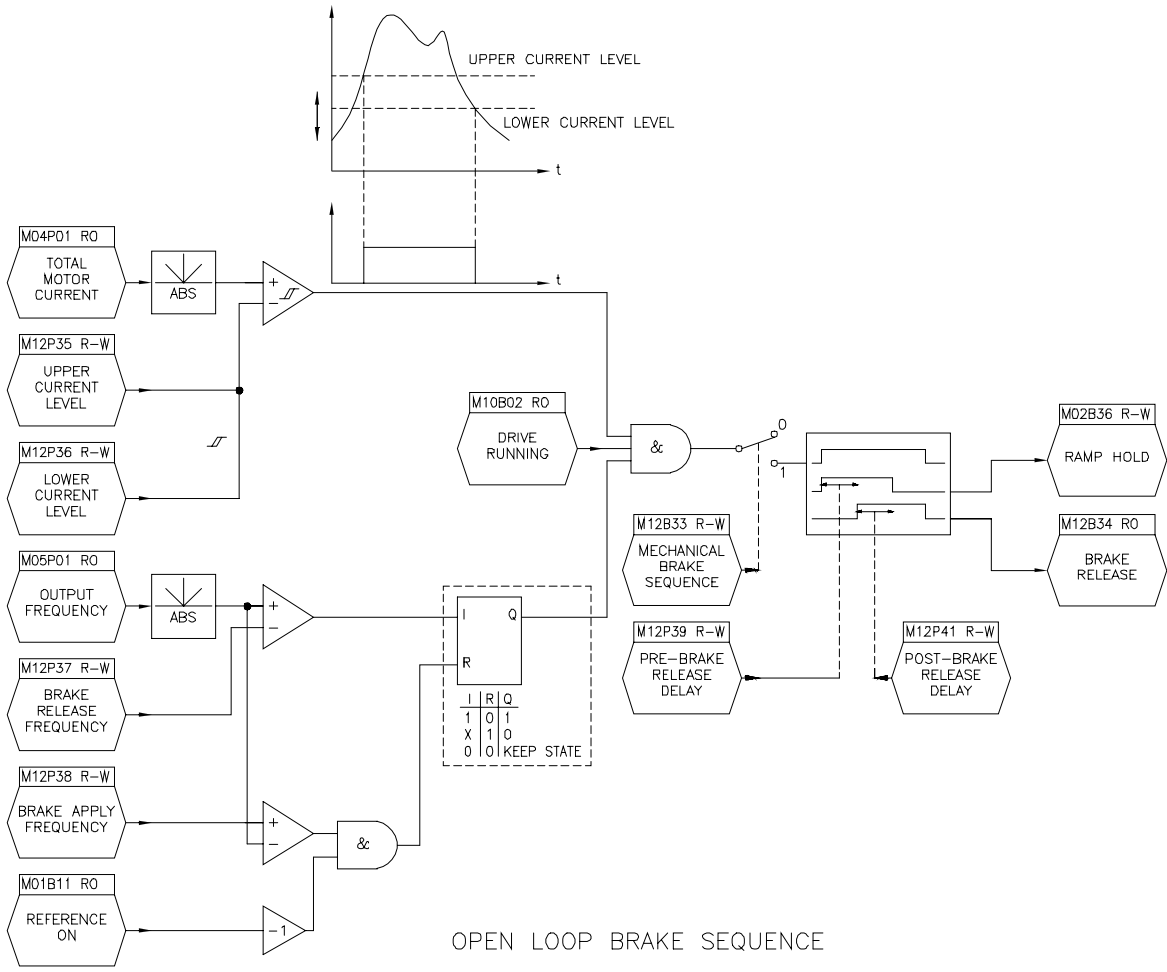 UPPER CURRENT LEVEL
LOWER CURRENT LEVEL
t
t
M04P01 RO
TOTAL
MOTOR
CURRENT
ABS
+
−
M12P35 R-W
UPPER
CURRENT
LEVEL
M12P36 R-W
LOWER
CURRENT
LEVEL
M10B02 RO
DRIVE
RUNNING
&
0
1
M02B36 R-W
RAMP HOLD
M12B34 RO
BRAKE
RELEASE
M12B33 R-W
MECHANICAL
BRAKE
SEQUENCE
M12P39 R-W
PRE-BRAKE
RELEASE
DELAY
M12P41 R-W
POST-BRAKE
RELEASE
DELAY
M05P01 RO
OUTPUT
FREQUENCY
ABS
+
−
I Q
R
I R Q
1 0 1
X 1 0
0 0 KEEP STATE
M12P37 R-W
BRAKE
RELEASE
FREQUENCY
M12P38 R-W
BRAKE APPLY
FREQUENCY
+
−
&
M01B11 RO
REFERENCE
ON
-1
OPEN LOOP BRAKE SEQUENCE